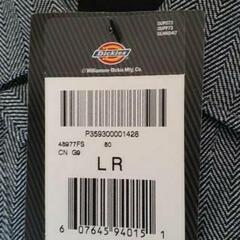 Dickies
© Williamson-Dickie Mfg. Co.
P359300001428
48977FS 80
CN G9
LR
6 07645 94015 1